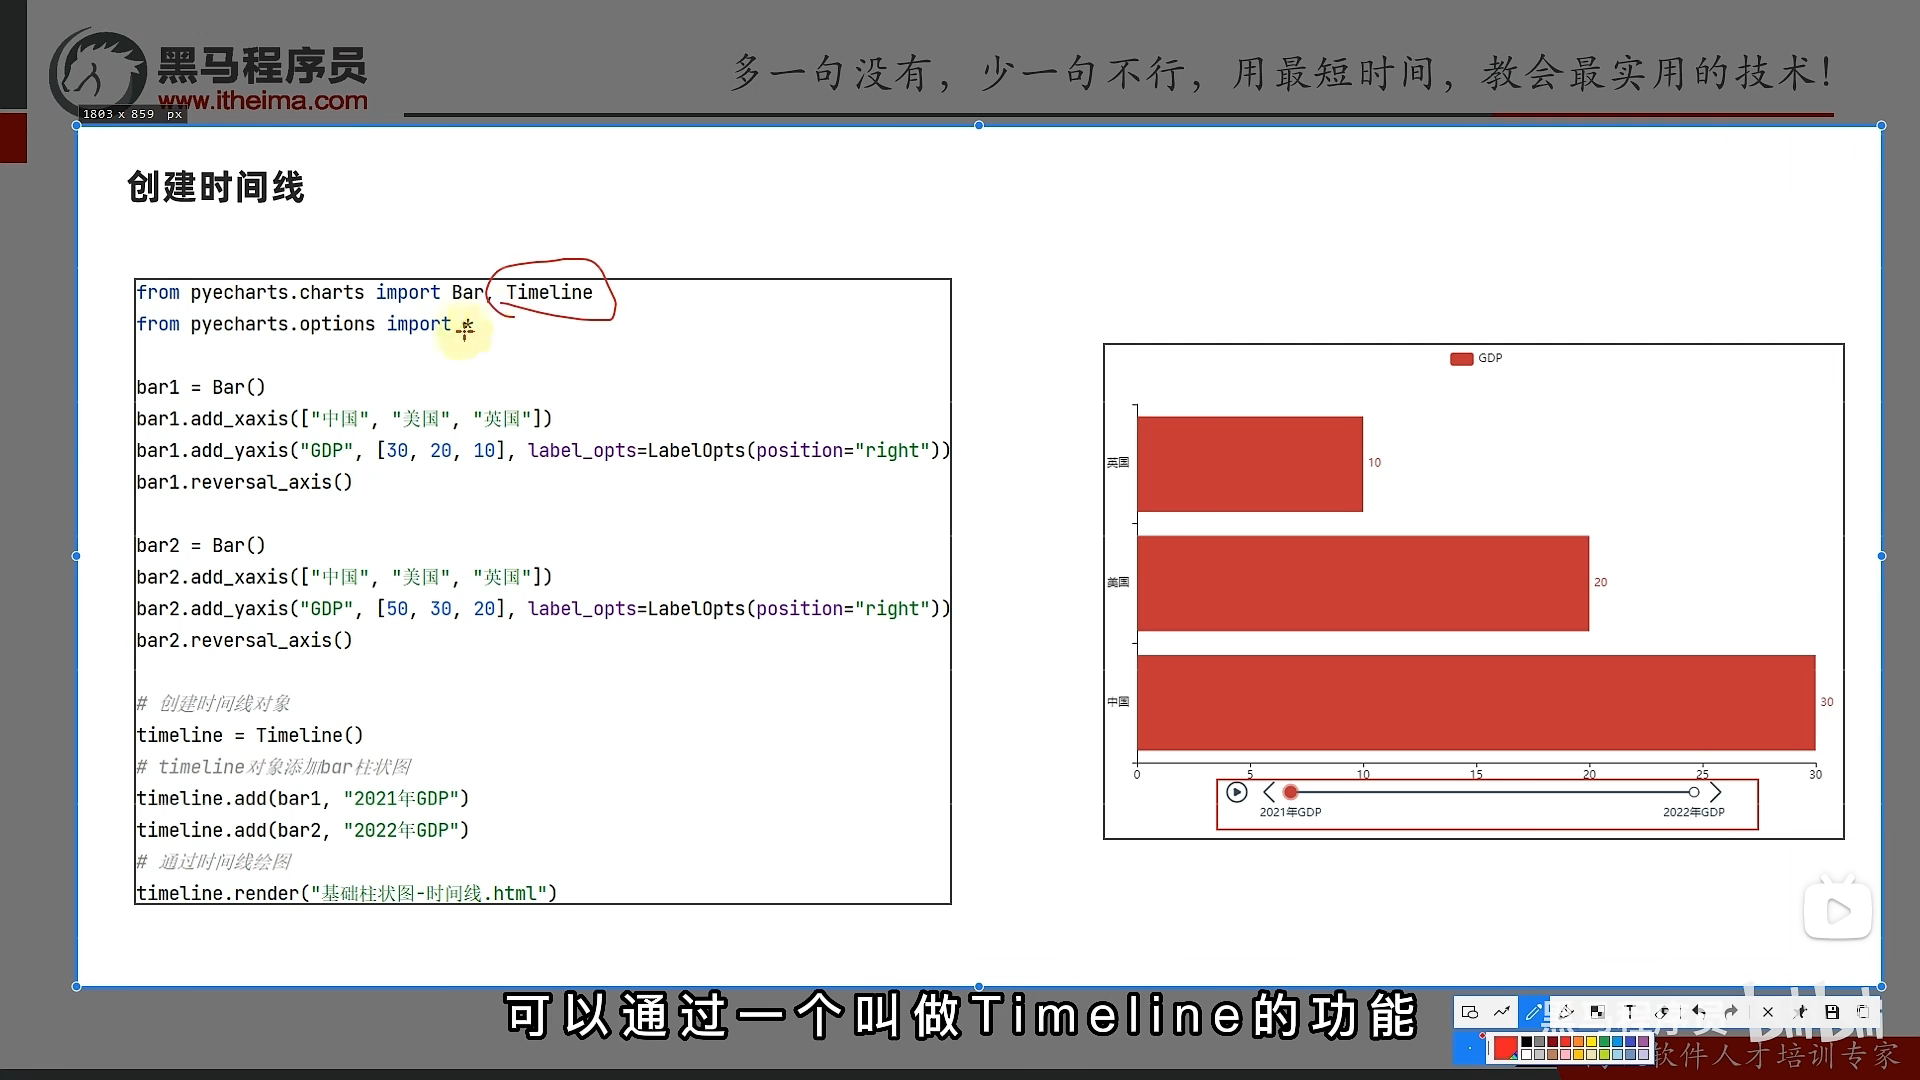 黑马程序员
www.itheima.com
多一句没有，少一句不行，用最短时间，教会最实用的技术！
1803 x 859 px
创建时间线
from pyecharts.charts import Bar, Timeline
from pyecharts.options import *
bar1 = Bar()
bar1.add_xaxis(["中国", "美国", "英国"])
bar1.add_yaxis("GDP", [30, 20, 10], label_opts=LabelOpts(position="right"))
bar1.reversal_axis()
bar2 = Bar()
bar2.add_xaxis(["中国", "美国", "英国"])
bar2.add_yaxis("GDP", [50, 30, 20], label_opts=LabelOpts(position="right"))
bar2.reversal_axis()
# 创建时间线对象
timeline = Timeline()
# timeline对象添加bar柱状图
timeline.add(bar1, "2021年GDP")
timeline.add(bar2, "2022年GDP")
# 通过时间线绘图
timeline.render("基础柱状图-时间线.html")
GDP
英国 10
美国 20
中国 30
0 5 10 15 20 25 30
2021年GDP 2022年GDP
可以通过一个叫做Timeline的功能
黑马程序员 bilibili
软件人才培训专家